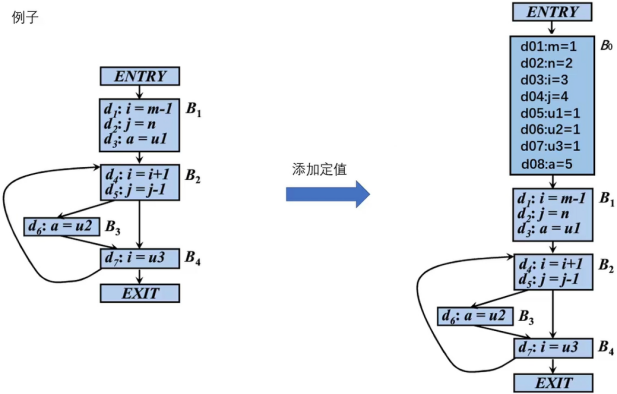 例子
ENTRY
d1: i = m-1
d2: j = n
d3: a = u1
B1
d4: i = i+1
d5: j = j-1
B2
d6: a = u2
B3
d7: i = u3
B4
EXIT
添加定值
ENTRY
d01:m=1
d02:n=2
d03:i=3
d04:j=4
d05:u1=1
d06:u2=1
d07:u3=1
d08:a=5
B0
d1: i = m-1
d2: j = n
d3: a = u1
B1
d4: i = i+1
d5: j = j-1
B2
d6: a = u2
B3
d7: i = u3
B4
EXIT